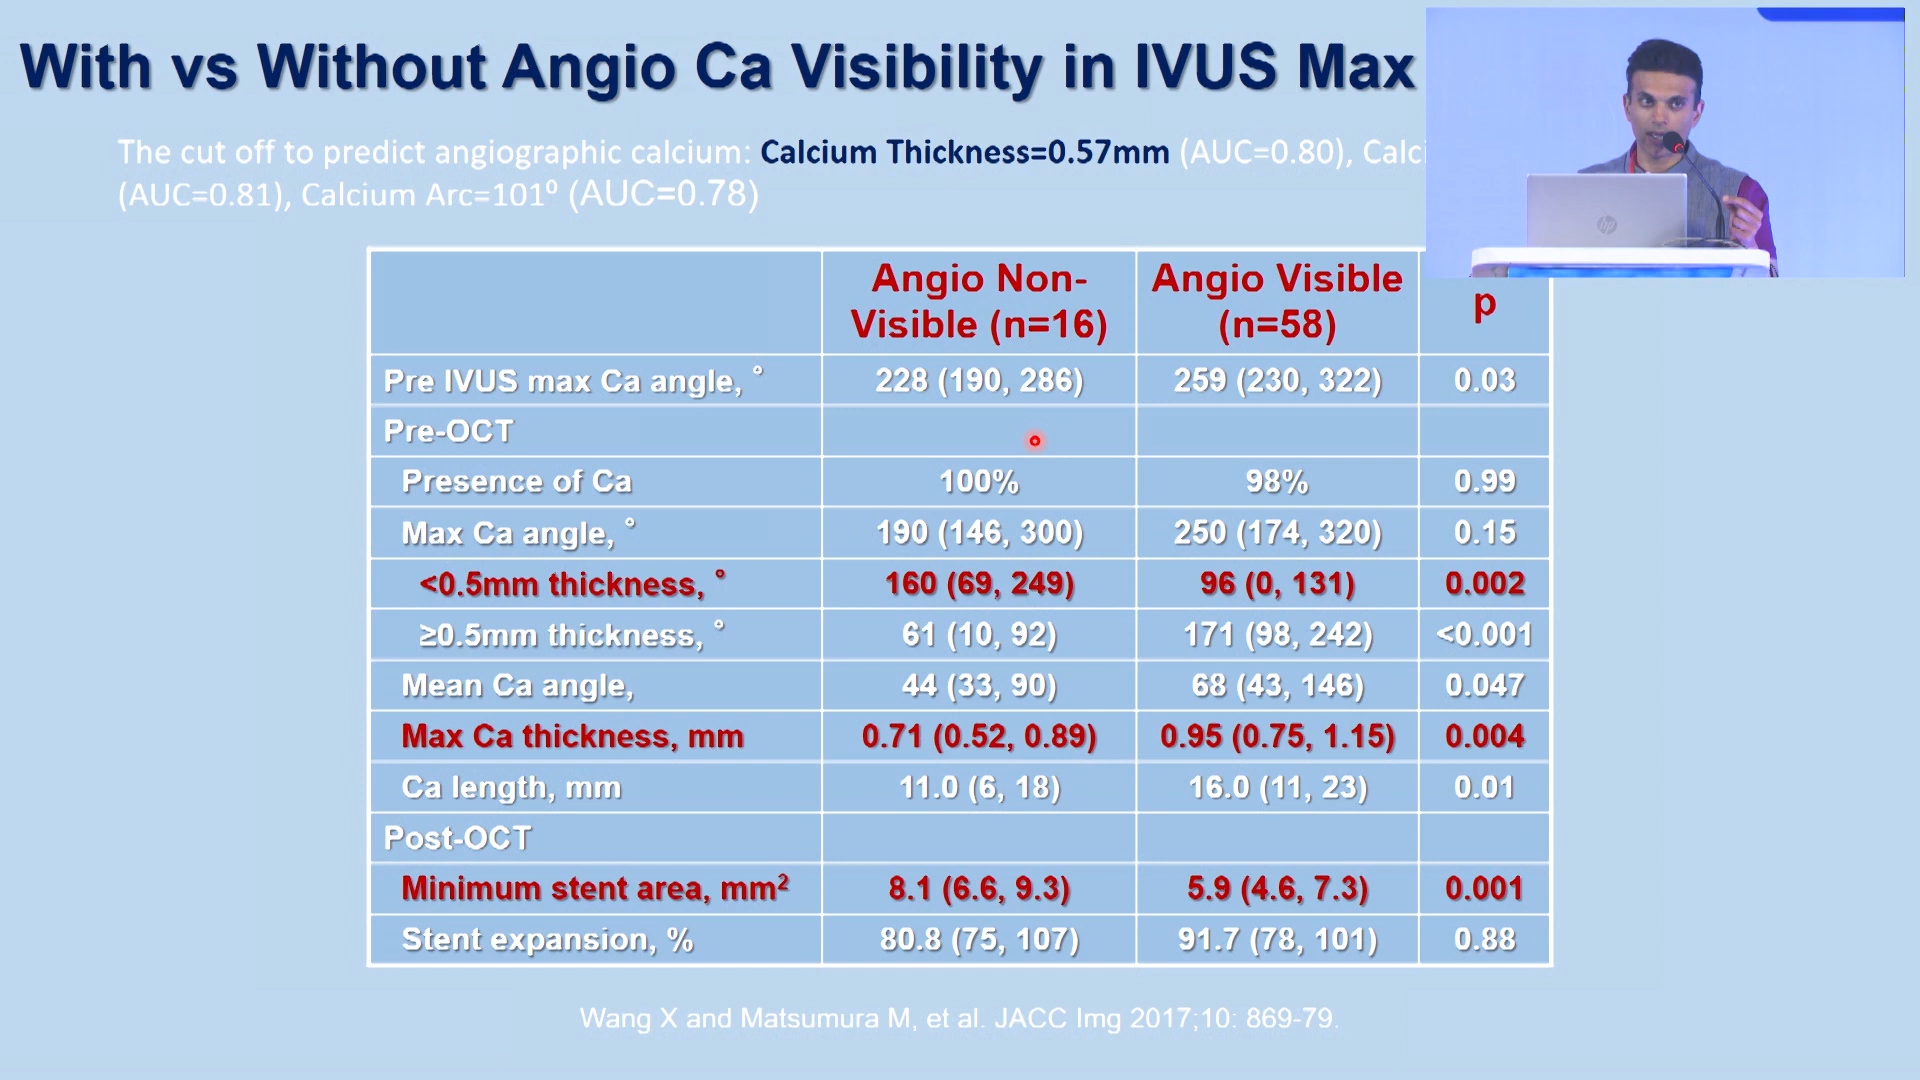 With vs Without Angio Ca Visibility in IVUS Max
The cut off to predict angiographic calcium: Calcium Thickness=0.57mm (AUC=0.80),
(AUC=0.81), Calcium Arc=101⁰ (AUC=0.78)
Angio Non-Visible (n=16) Angio Visible (n=58) p
Pre IVUS max Ca angle, ° 228 (190, 286) 259 (230, 322) 0.03
Pre-OCT
Presence of Ca 100% 98% 0.99
Max Ca angle, ° 190 (146, 300) 250 (174, 320) 0.15
<0.5mm thickness, ° 160 (69, 249) 96 (0, 131) 0.002
≥0.5mm thickness, ° 61 (10, 92) 171 (98, 242) <0.001
Mean Ca angle, 44 (33, 90) 68 (43, 146) 0.047
Max Ca thickness, mm 0.71 (0.52, 0.89) 0.95 (0.75, 1.15) 0.004
Ca length, mm 11.0 (6, 18) 16.0 (11, 23) 0.01
Post-OCT
Minimum stent area, mm² 8.1 (6.6, 9.3) 5.9 (4.6, 7.3) 0.001
Stent expansion, % 80.8 (75, 107) 91.7 (78, 101) 0.88
Wang X and Matsumura M, et al. JACC Img 2017;10: 869-79.
hp